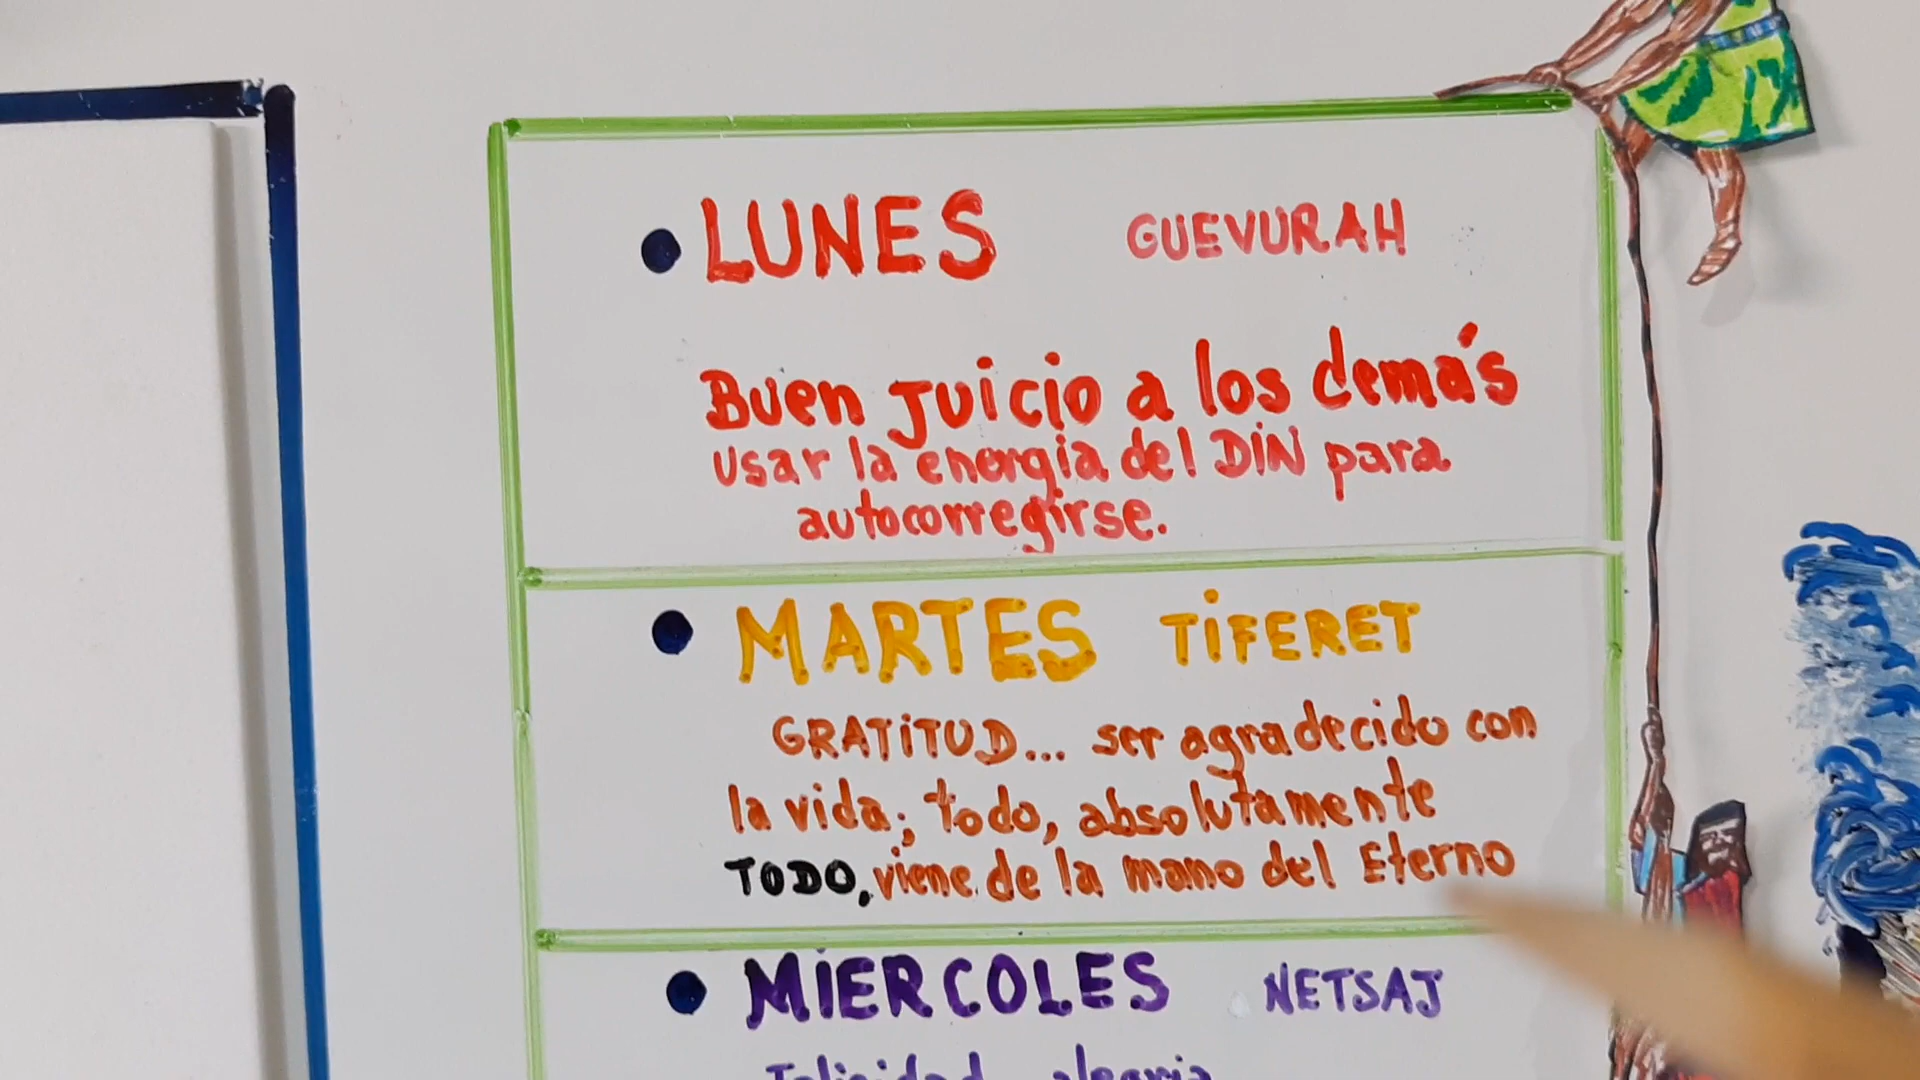 LUNES GUEVURAH
Buen juicio a los demás
usar la energia del DIN para
autocorregirse.
MARTES TIFERET
GRATITUD... ser agradecido con
la vida; todo, absolutamente
TODO, viene de la mano del Eterno
MIERCOLES NETSAJ
alegria